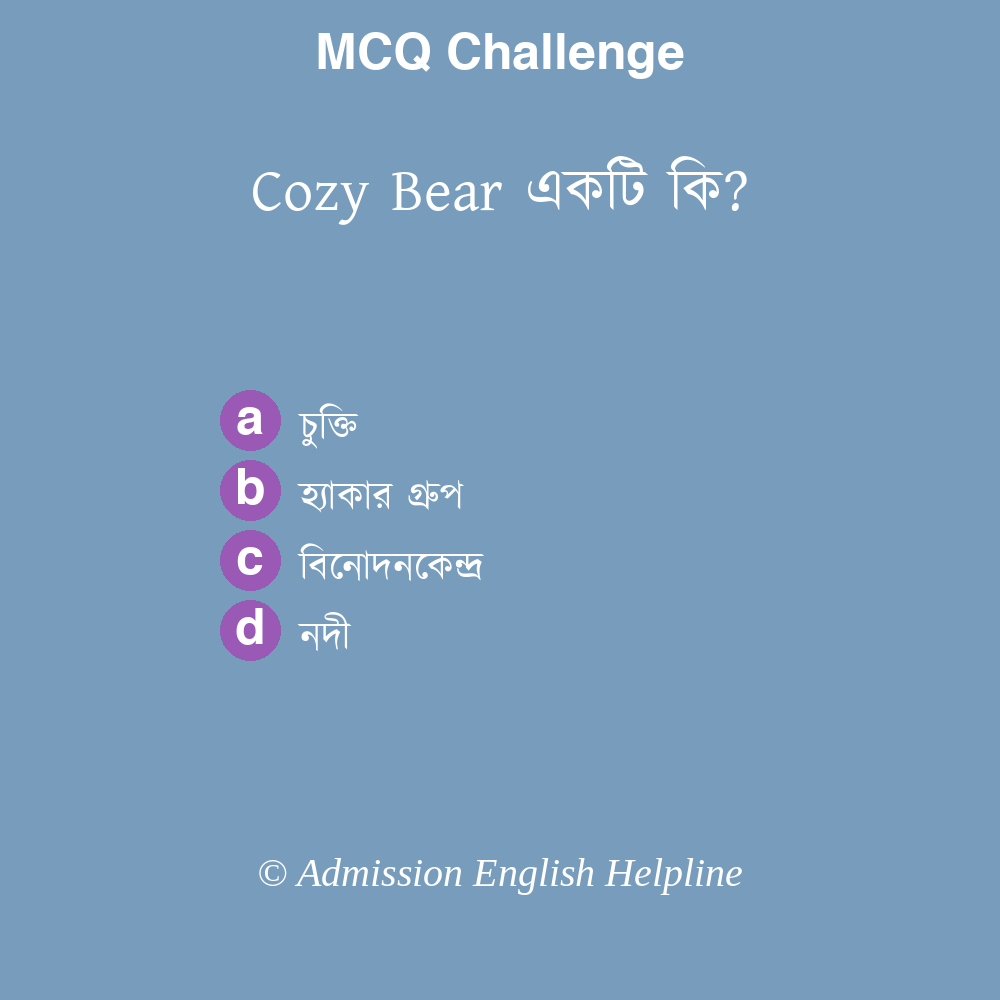 MCQ Challenge
Cozy Bear একটি কি?
a চুক্তি
b হ্যাকার গ্রুপ
c বিনোদনকেন্দ্র
d নদী
© Admission English Helpline